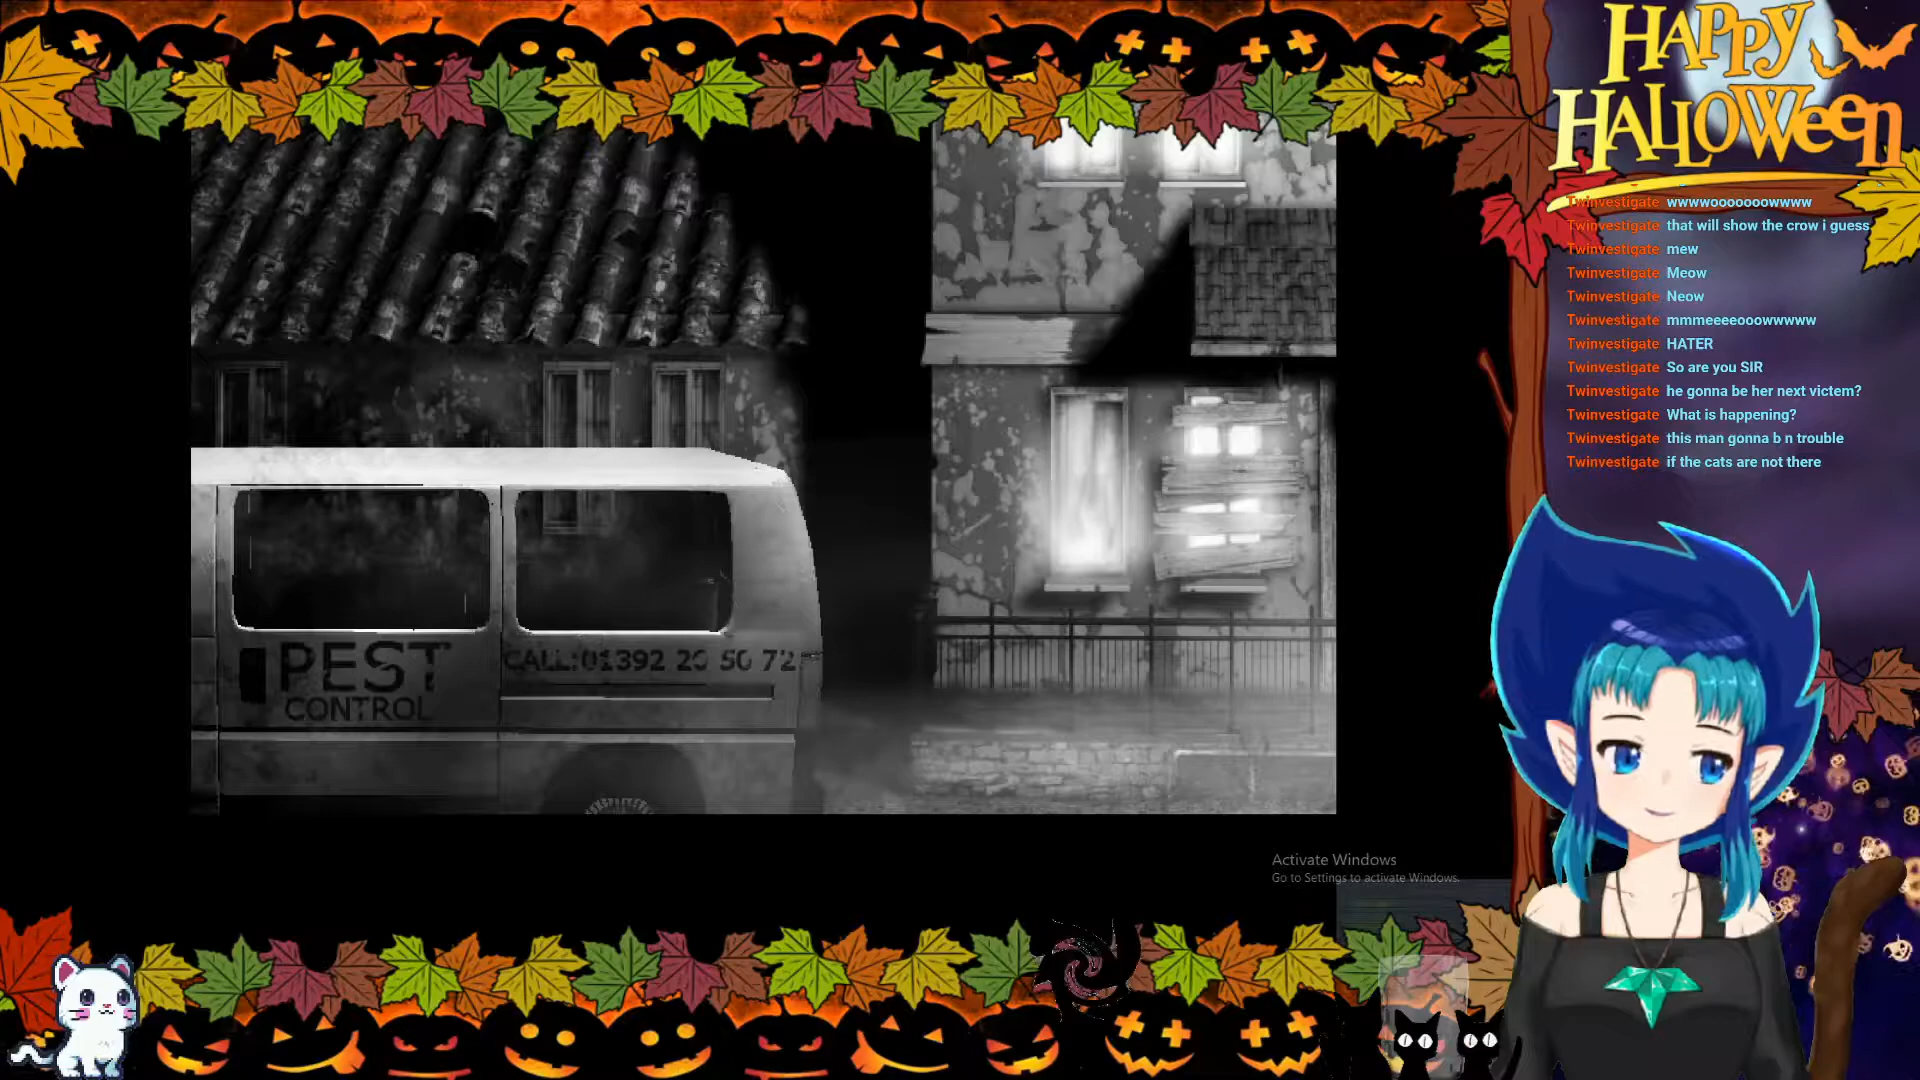 HAPPY
HALLOWeen
Twinvestigate wwwwooooooowwww
Twinvestigate that will show the crow i guess
Twinvestigate mew
Twinvestigate Meow
Twinvestigate Neow
Twinvestigate mmmeeeeooowwwww
Twinvestigate HATER
Twinvestigate So are you SIR
Twinvestigate he gonna be her next victem?
Twinvestigate What is happening?
Twinvestigate this man gonna b n trouble
Twinvestigate if the cats are not there
PEST
CONTROL
CALL:01392 20 50 72
Activate Windows
Go to Settings to activate Windows.